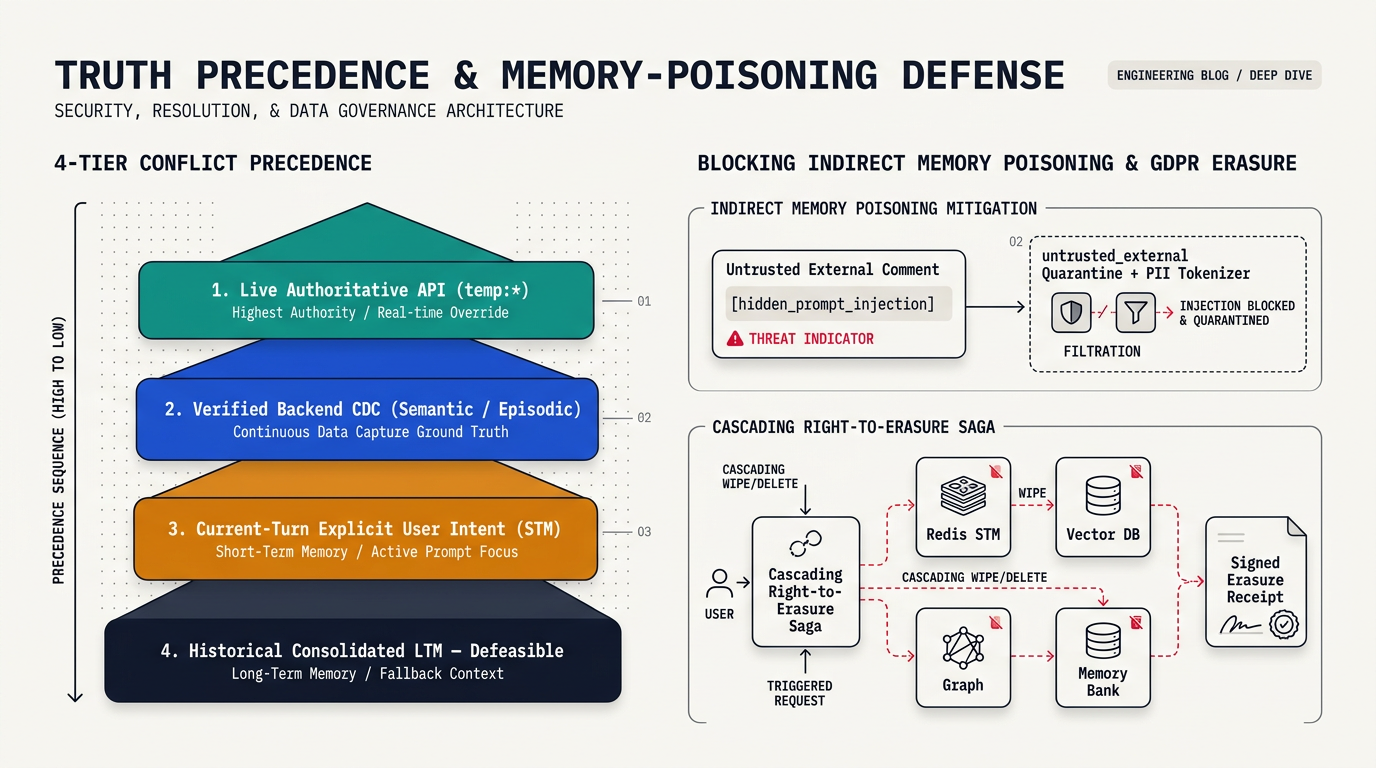 TRUTH PRECEDENCE & MEMORY-POISONING DEFENSE
ENGINEERING BLOG / DEEP DIVE
SECURITY, RESOLUTION, & DATA GOVERNANCE ARCHITECTURE
4-TIER CONFLICT PRECEDENCE
PRECEDENCE SEQUENCE (HIGH TO LOW)
1. Live Authoritative API (temp:*)
Highest Authority / Real-time Override
01
2. Verified Backend CDC (Semantic / Episodic)
Continuous Data Capture Ground Truth
02
3. Current-Turn Explicit User Intent (STM)
Short-Term Memory / Active Prompt Focus
03
4. Historical Consolidated LTM — Defeasible
Long-Term Memory / Fallback Context
BLOCKING INDIRECT MEMORY POISONING & GDPR ERASURE
INDIRECT MEMORY POISONING MITIGATION
Untrusted External Comment
[hidden_prompt_injection]
THREAT INDICATOR
02
untrusted_external
Quarantine + PII Tokenizer
INJECTION BLOCKED
& QUARANTINED
FILTRATION
CASCADING RIGHT-TO-ERASURE SAGA
CASCADING
WIPE/DELETE
USER
Cascading
Right-to-
Erasure
Saga
TRIGGERED
REQUEST
Redis STM
WIPE
Vector DB
CASCADING WIPE/DELETE
Graph
Memory
Bank
Signed
Erasure
Receipt